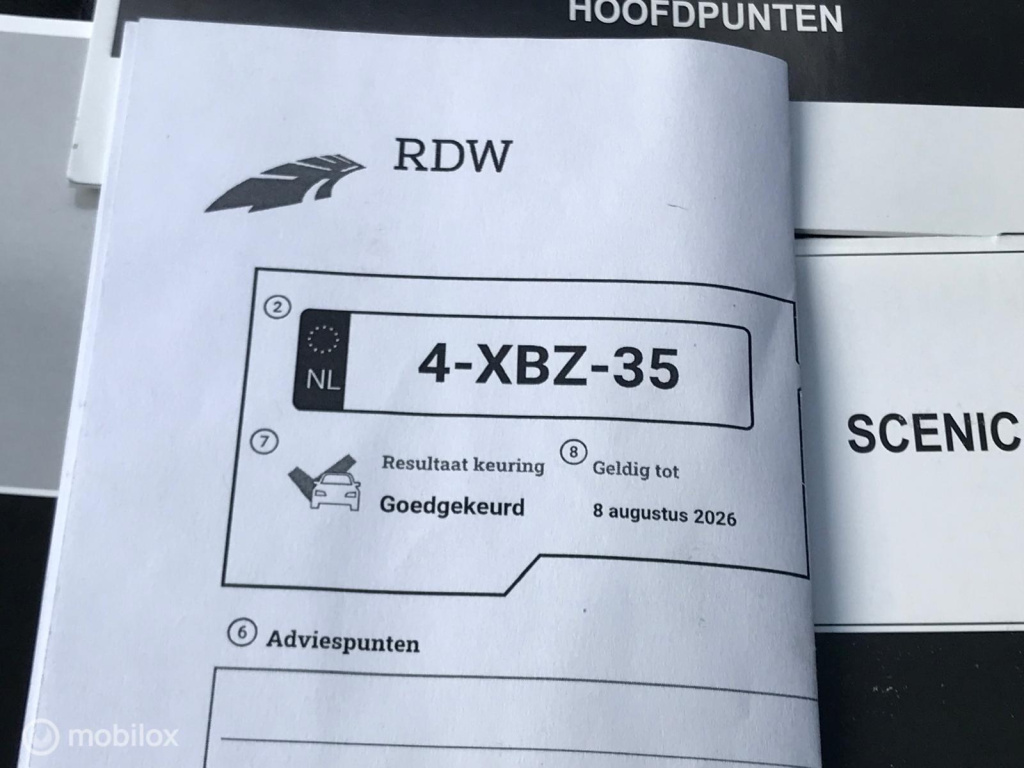 HOOFDPUNTEN
RDW
2
NL
4-XBZ-35
7
Resultaat keuring
Goedgekeurd
8
Geldig tot
8 augustus 2026
SCENIC
6 Adviespunten
mobilox